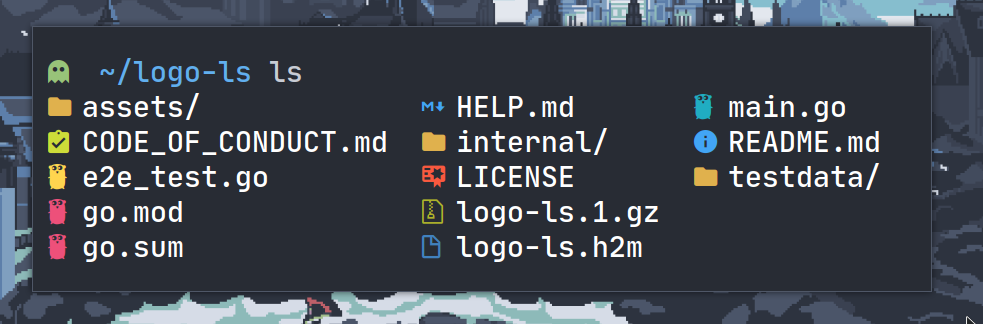 ~/logo-ls ls
assets/ HELP.md main.go
CODE_OF_CONDUCT.md internal/ README.md
e2e_test.go LICENSE testdata/
go.mod logo-ls.1.gz
go.sum logo-ls.h2m